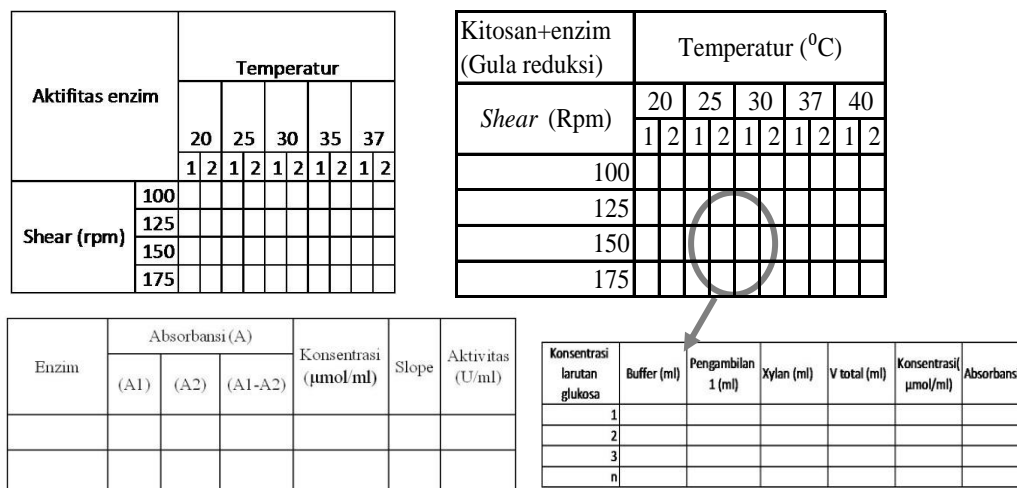 Aktifitas enzim
Temperatur
20 25 30 35 37
1 2 1 2 1 2 1 2 1 2
Shear (rpm)
100
125
150
175
Kitosan+enzim
(Gula reduksi)
Temperatur (⁰C)
Shear (Rpm)
20 25 30 37 40
1 2 1 2 1 2 1 2 1 2
100
125
150
175
Enzim
Absorbansi (A)
(A1) (A2) (A1-A2)
Konsentrasi
(µmol/ml)
Slope
Aktivitas
(U/ml)
Konsentrasi
larutan
glukosa
Buffer (ml)
Pengambilan
1 (ml)
Xylan (ml)
V total (ml)
Konsentrasi(
µmol/ml)
Absorbans
1
2
3
n